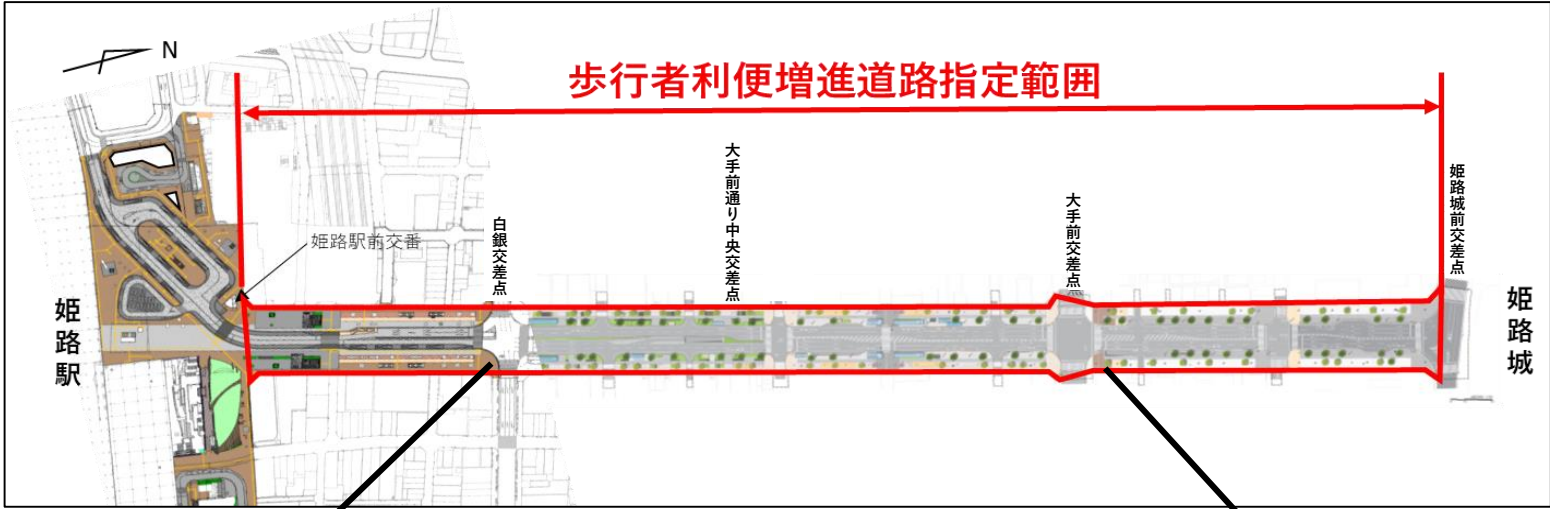 N
歩行者利便増進道路指定範囲
大手前通り中央交差点
姫路城前交差点
大手前交差点
白銀交差点
姫路駅前交番
姫路駅
姫路城